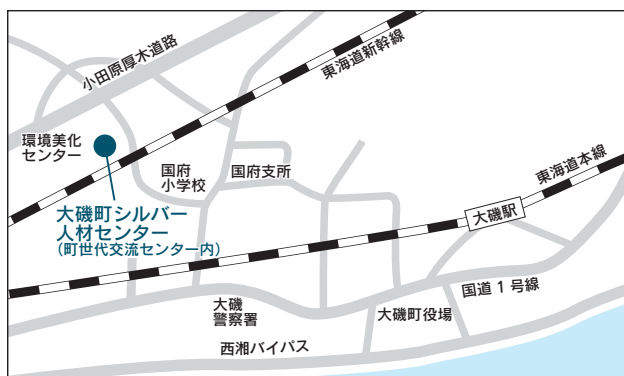 小田原厚木道路
東海道新幹線
環境美化
センター
国府
小学校
国府支所
東海道本線
大磯駅
大磯町シルバー
人材センター
(町世代交流センター内)
国道1号線
大磯
警察署
大磯町役場
西湘バイパス